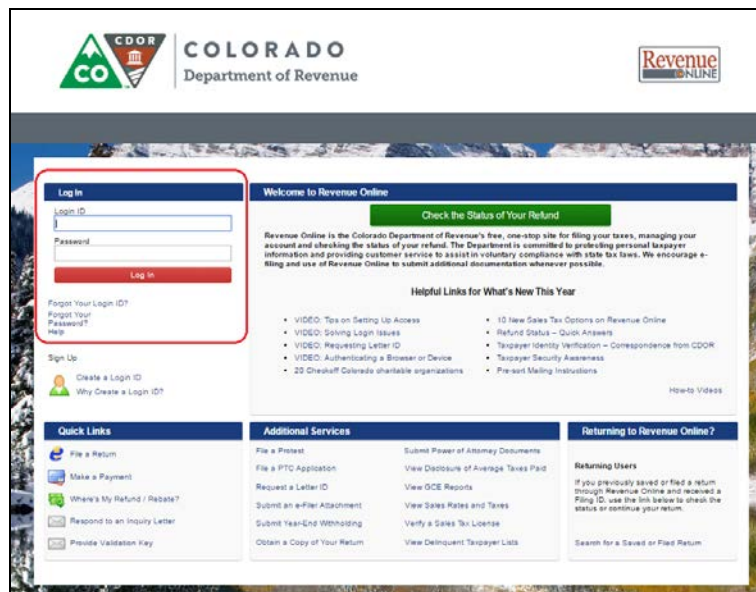 CDOR
CO
COLORADO
Department of Revenue
Revenue
ONLINE
Log In
Login ID
Password
Log In
Forgot Your Login ID?
Forgot Your
Password?
Help
Sign Up
Create a Login ID
Why Create a Login ID?
Welcome to Revenue Online
Check the Status of Your Refund
Revenue Online is the Colorado Department of Revenue's free, one-stop site for filing your taxes, managing your
account and checking the status of your refund. The Department is committed to protecting personal taxpayer
information and providing customer service to assist in voluntary compliance with state tax laws. We encourage e-
filing and use of Revenue Online to submit additional documentation whenever possible.
Helpful Links for What's New This Year
• VIDEO: Tips on Setting Up Access
• VIDEO: Solving Login Issues
• VIDEO: Requesting Letter ID
• VIDEO: Authenticating a Browser or Device
• 20 Checkoff Colorado charitable organizations
• 10 New Sales Tax Options on Revenue Online
• Refund Status – Quick Answers
• Taxpayer Identity Verification – Correspondence from CDOR
• Taxpayer Security Awareness
• Pre-sort Mailing Instructions
How-to Videos
Quick Links
File a Return
Make a Payment
Where's My Refund / Rebate?
Respond to an Inquiry Letter
Provide Validation Key
Additional Services
File a Protest
File a PTC Application
Request a Letter ID
Submit an e-Filer Attachment
Submit Year-End Withholding
Obtain a Copy of Your Return
Submit Power of Attorney Documents
View Disclosure of Average Taxes Paid
View GCE Reports
View Sales Rates and Taxes
Verify a Sales Tax License
View Delinquent Taxpayer Lists
Returning to Revenue Online?
Returning Users
If you previously saved or filed a return
through Revenue Online and received a
Filing ID, use the link below to check the
status or continue your return.
Search for a Saved or Filed Return